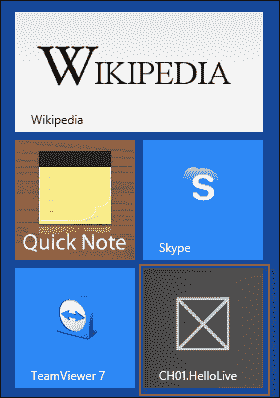 WIKIPEDIA
Wikipedia
Quick Note
S
Skype
TeamViewer 7
CH01.HelloLive